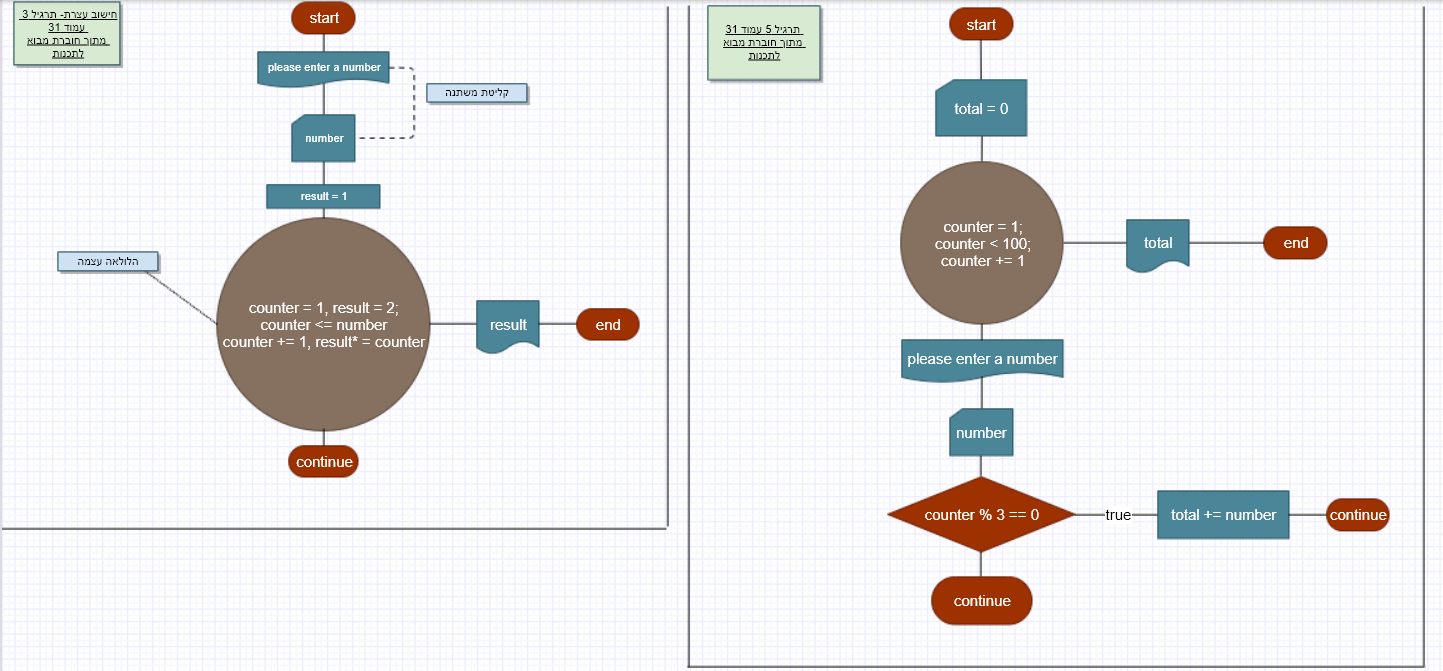 חישוב עצרת- תרגיל 3
עמוד 31
מתוך חוברת מבוא
לתכנות
start
please enter a number
קליטת משתנה
number
result = 1
הלולאה עצמה
counter = 1, result = 2;
counter <= number
counter += 1, result* = counter
result
end
continue
תרגיל 5 עמוד 31
מתוך חוברת מבוא
לתכנות
start
total = 0
counter = 1;
counter < 100;
counter += 1
total
end
please enter a number
number
counter % 3 == 0
true
total += number
continue
continue